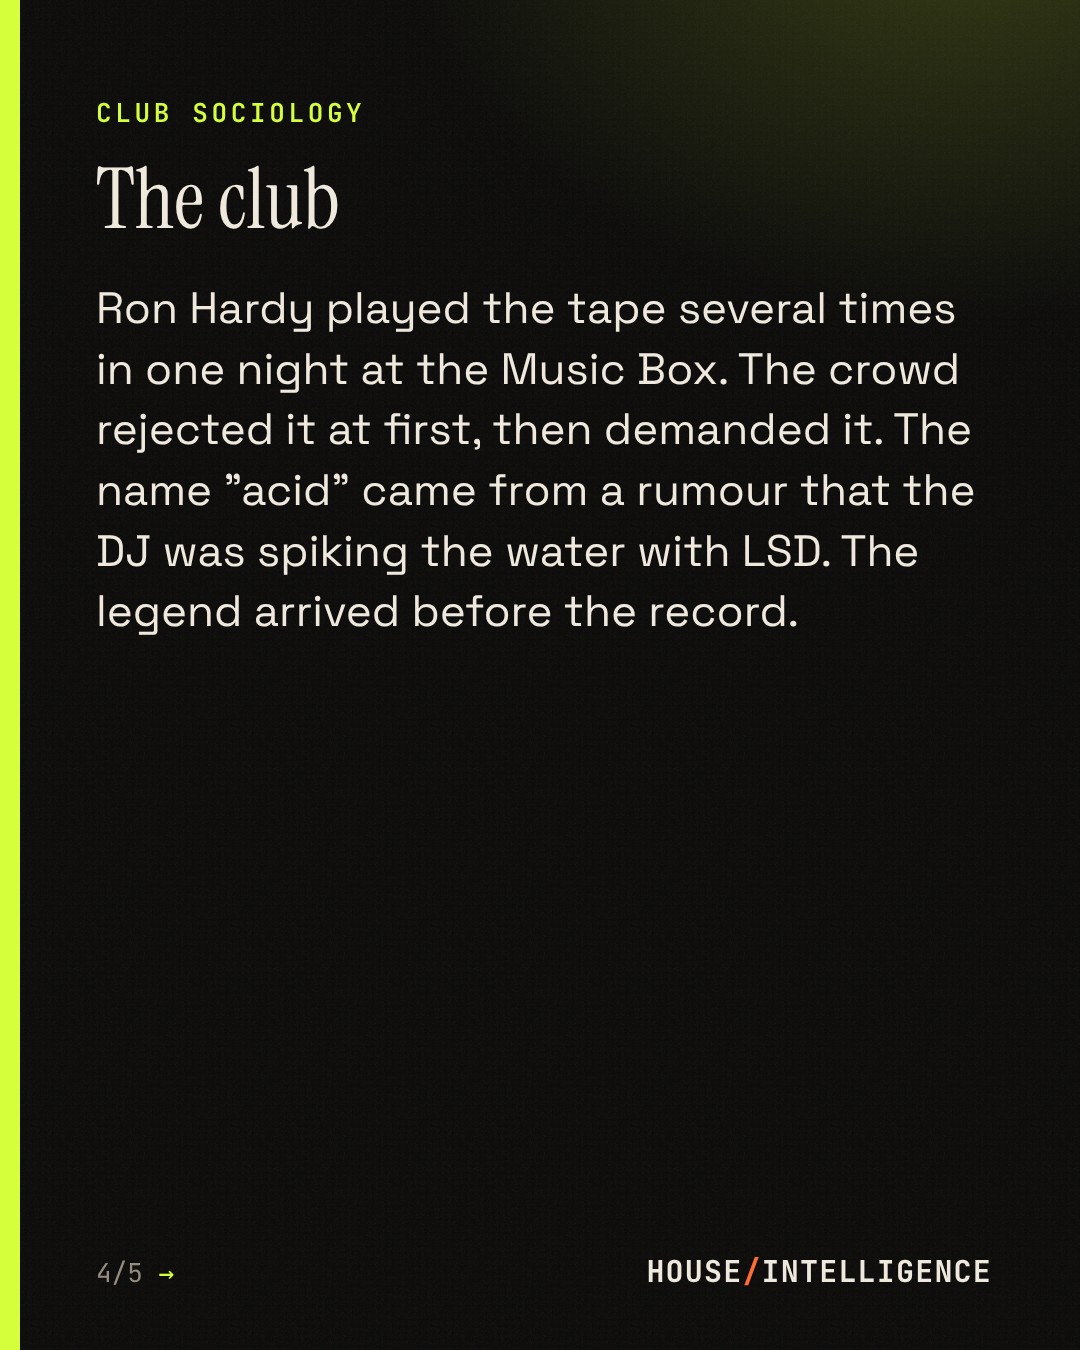 CLUB SOCIOLOGY
The club
Ron Hardy played the tape several times
in one night at the Music Box. The crowd
rejected it at first, then demanded it. The
name ”acid” came from a rumour that the
DJ was spiking the water with LSD. The
legend arrived before the record.
4/5 →
HOUSE/INTELLIGENCE